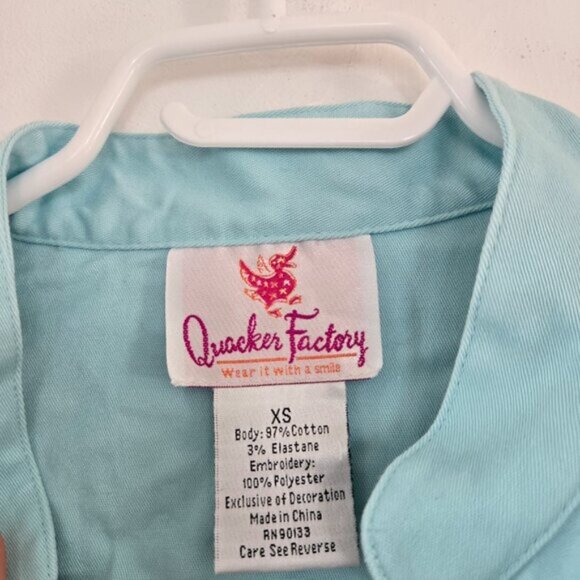 Quacker Factory
Wear it with a smile
XS
Body: 97% Cotton
3% Elastane
Embroidery:
100% Polyester
Exclusive of Decoration
Made in China
RN90133
Care See Reverse